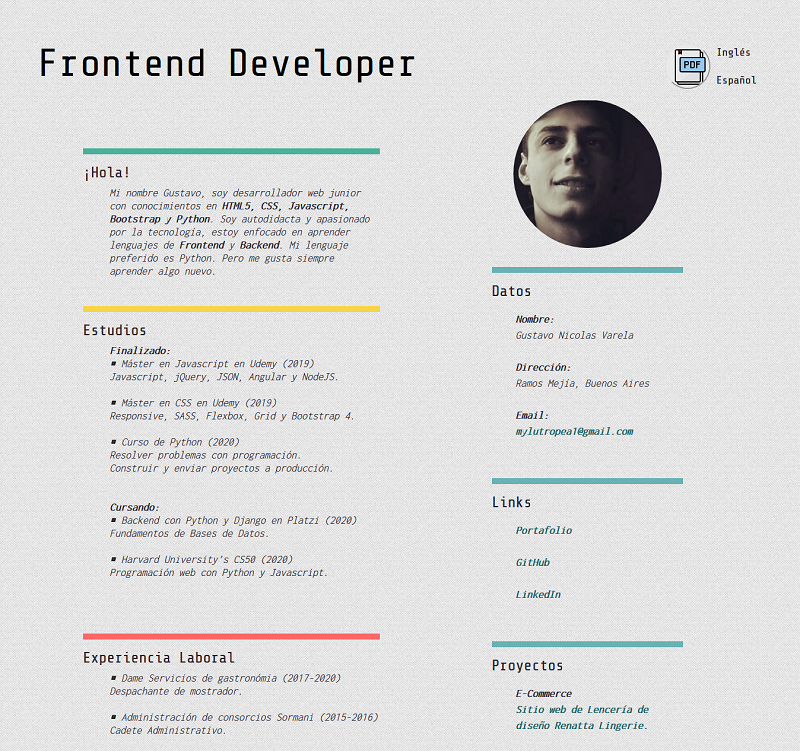 Frontend Developer
PDF
Inglés
Español
¡Hola!
Mi nombre Gustavo, soy desarrollador web junior
con conocimientos en HTML5, CSS, Javascript,
Bootstrap y Python. Soy autodidacta y apasionado
por la tecnología, estoy enfocado en aprender
lenguajes de Frontend y Backend. Mi lenguaje
preferido es Python. Pero me gusta siempre
aprender algo nuevo.
Estudios
Finalizado:
▪ Máster en Javascript en Udemy (2019)
Javascript, jQuery, JSON, Angular y NodeJS.
▪ Máster en CSS en Udemy (2019)
Responsive, SASS, Flexbox, Grid y Bootstrap 4.
▪ Curso de Python (2020)
Resolver problemas con programación.
Construir y enviar proyectos a producción.
Cursando:
▪ Backend con Python y Django en Platzi (2020)
Fundamentos de Bases de Datos.
▪ Harvard University's CS50 (2020)
Programación web con Python y Javascript.
Experiencia Laboral
▪ Dame Servicios de gastronómia (2017-2020)
Despachante de mostrador.
▪ Administración de consorcios Sormani (2015-2016)
Cadete Administrativo.
Datos
Nombre:
Gustavo Nicolas Varela
Dirección:
Ramos Mejía, Buenos Aires
Email:
mylutropea1@gmail.com
Links
Portafolio
GitHub
LinkedIn
Proyectos
E-Commerce
Sitio web de Lencería de
diseño Renatta Lingerie.